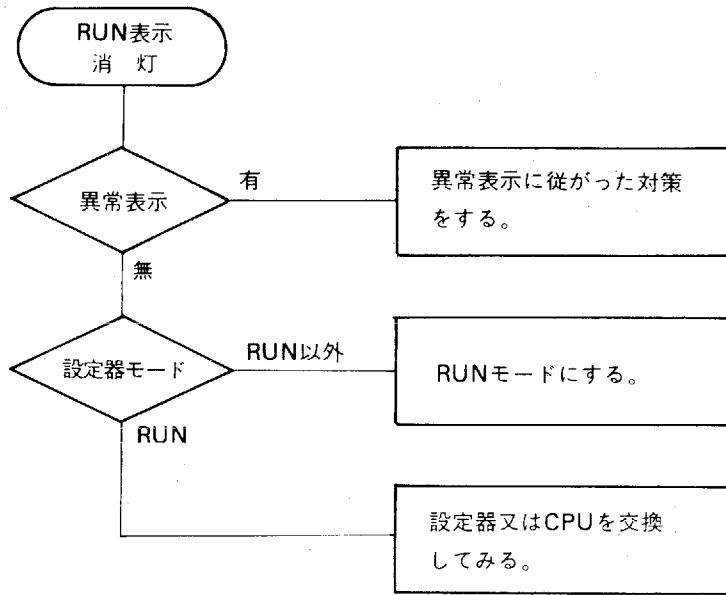 RUN表示
消 灯
異常表示
有
異常表示に従がった対策
をする。
無
設定器モード
RUN以外
RUNモードにする。
RUN
設定器又はCPUを交換
してみる。